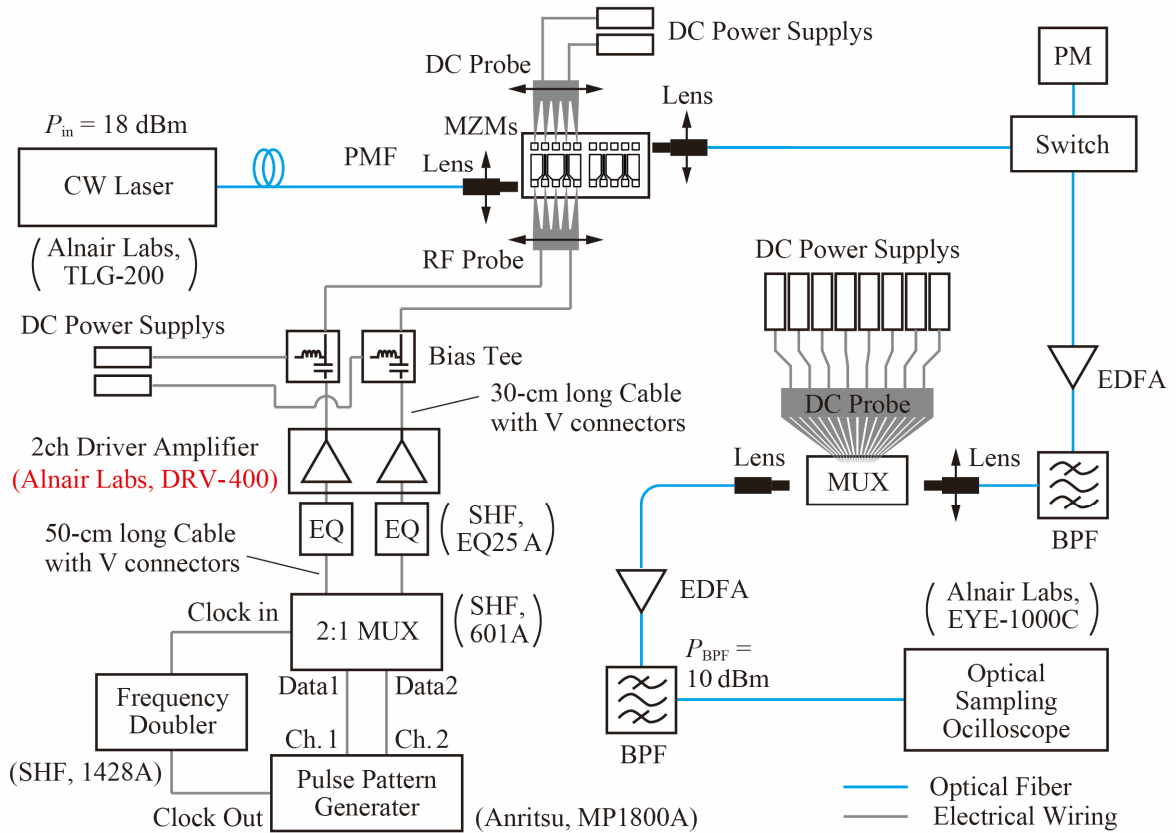 DC Power Supplys
DC Probe
PM
Lens
P_in = 18 dBm
MZMs
PMF
Lens
Switch
CW Laser
(Alnair Labs,
TLG-200)
RF Probe
DC Power Supplys
DC Power Supplys
Bias Tee
EDFA
30-cm long Cable
with V connectors
DC Probe
2ch Driver Amplifier
(Alnair Labs, DRV-400)
Lens
MUX
Lens
EQ
EQ
(SHF,
EQ25 A)
BPF
50-cm long Cable
with V connectors
EDFA
(Alnair Labs,
EYE-1000C)
Clock in
2:1 MUX
(SHF,
601A)
P_BPF =
10 dBm
Optical
Sampling
Ocilloscope
Data1
Data2
Frequency
Doubler
Ch. 1
Ch. 2
BPF
(SHF, 1428A)
Pulse Pattern
Generater
Clock Out
(Anritsu, MP1800A)
Optical Fiber
Electrical Wiring